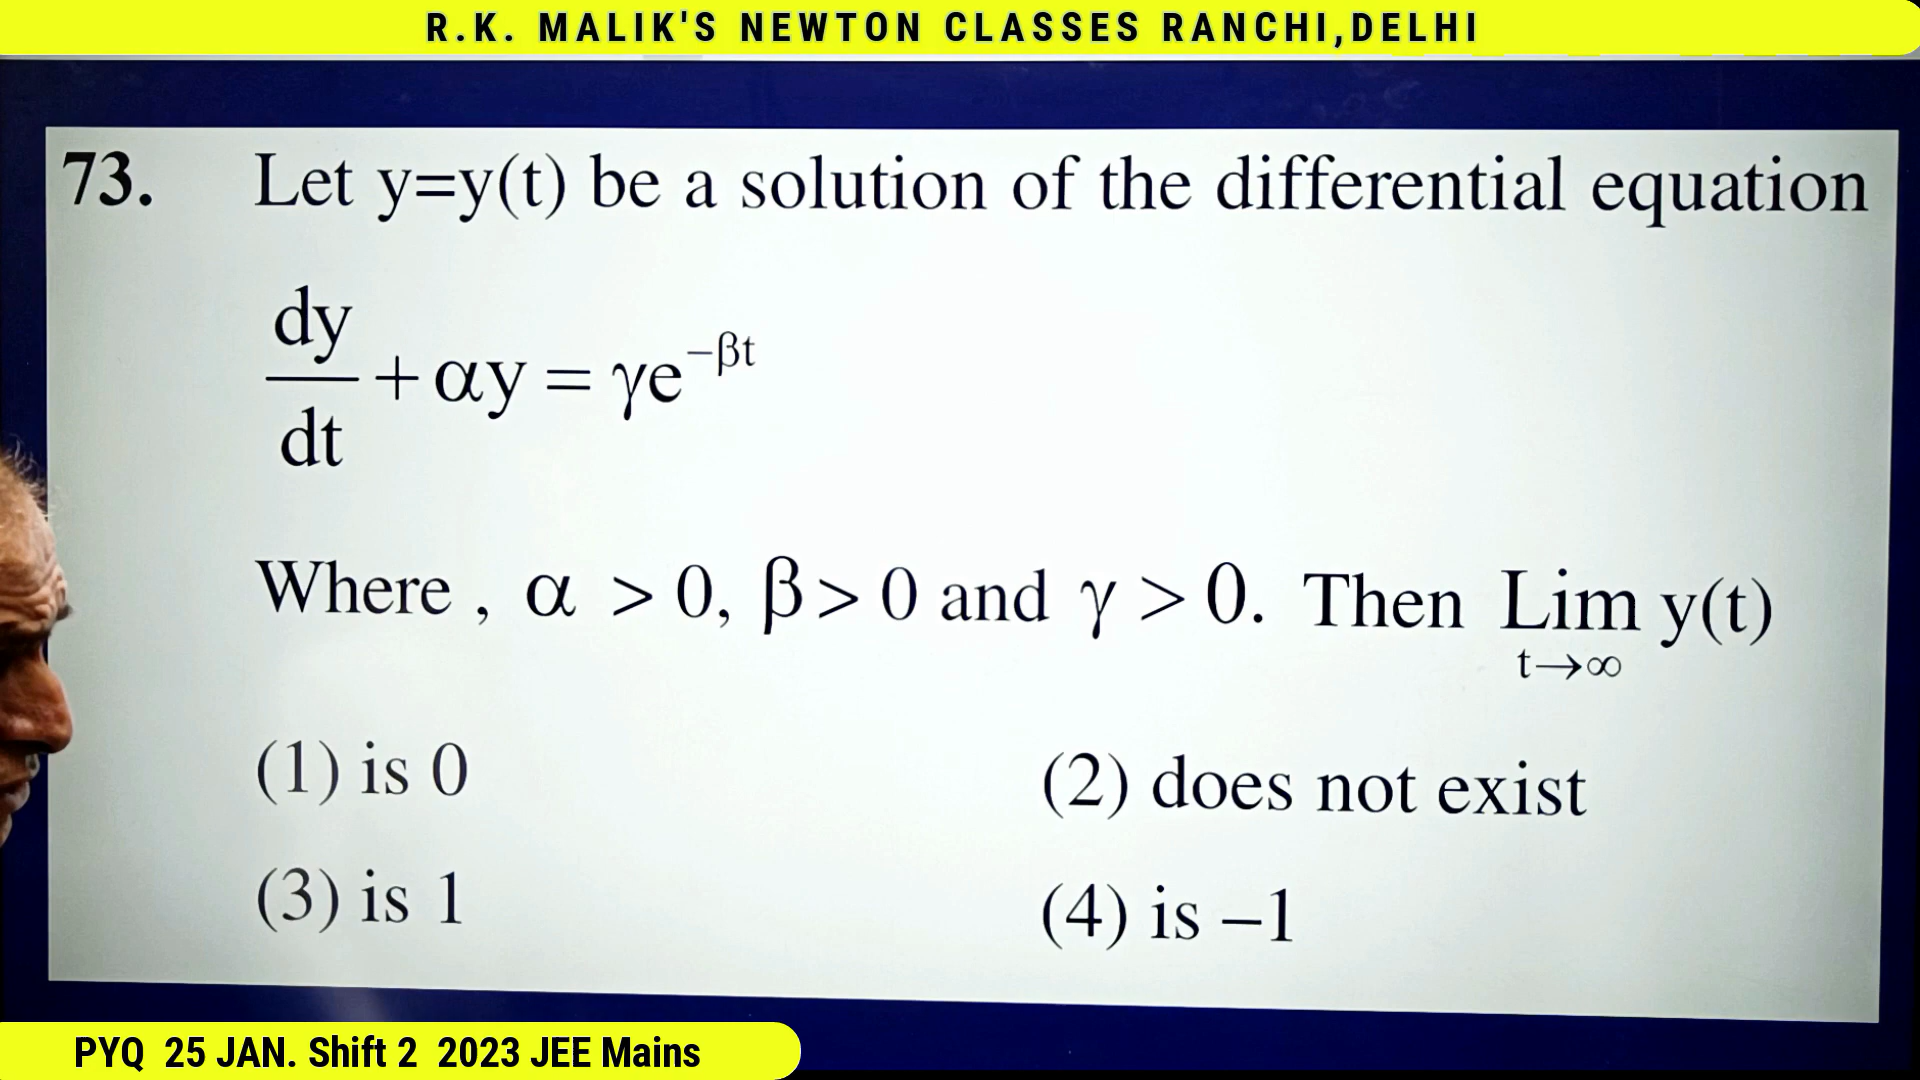 R.K. MALIK'S NEWTON CLASSES RANCHI,DELHI
73. Let y=y(t) be a solution of the differential equation
dy/dt + αy = γe^(−βt)
Where , α > 0, β > 0 and γ > 0. Then Lim t→∞ y(t)
(1) is 0 (2) does not exist
(3) is 1 (4) is −1
PYQ 25 JAN. Shift 2 2023 JEE Mains